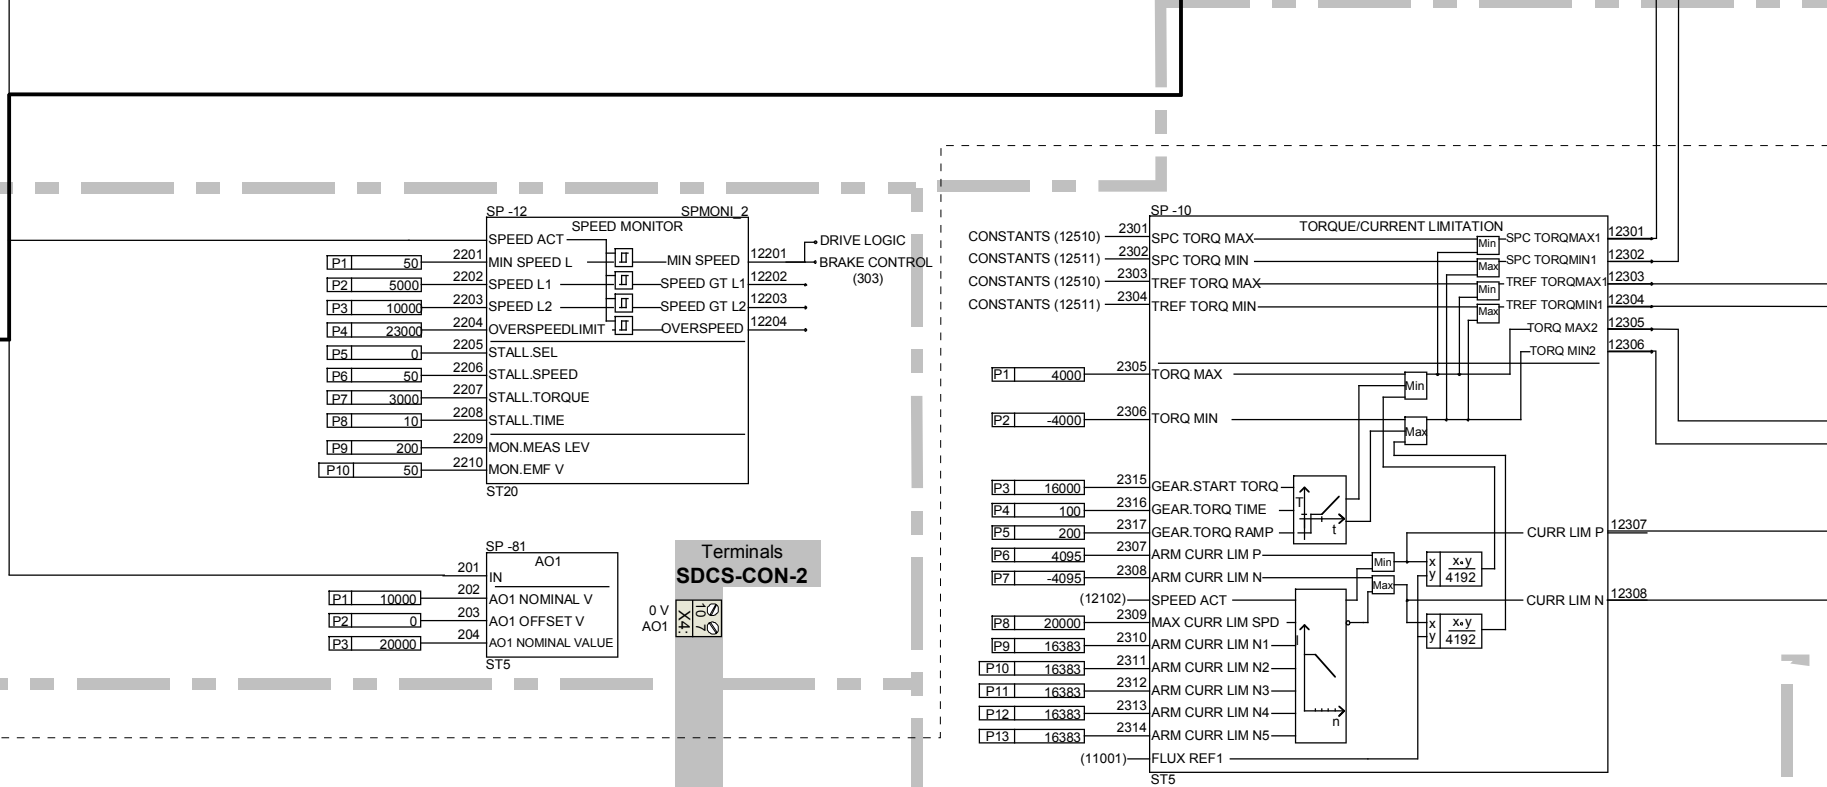 SP -12 SPMONI_2
SPEED MONITOR
SPEED ACT
P1 50 2201 MIN SPEED L MIN SPEED 12201
P2 5000 2202 SPEED L1 SPEED GT L1 12202
P3 10000 2203 SPEED L2 SPEED GT L2 12203
P4 23000 2204 OVERSPEEDLIMIT OVERSPEED 12204
P5 0 2205 STALL.SEL
P6 50 2206 STALL.SPEED
P7 3000 2207 STALL.TORQUE
P8 10 2208 STALL.TIME
P9 200 2209 MON.MEAS LEV
P10 50 2210 MON.EMF V
ST20
DRIVE LOGIC
BRAKE CONTROL
(303)
SP -81
AO1
201 IN
P1 10000 202 AO1 NOMINAL V
P2 0 203 AO1 OFFSET V
P3 20000 204 AO1 NOMINAL VALUE
ST5
Terminals
SDCS-CON-2
0 V
AO1
X4:
10
7
SP -10
TORQUE/CURRENT LIMITATION
CONSTANTS (12510) 2301 SPC TORQ MAX Min SPC TORQMAX1 12301
CONSTANTS (12511) 2302 SPC TORQ MIN Max SPC TORQMIN1 12302
CONSTANTS (12510) 2303 TREF TORQ MAX Min TREF TORQMAX1 12303
CONSTANTS (12511) 2304 TREF TORQ MIN Max TREF TORQMIN1 12304
TORQ MAX2 12305
TORQ MIN2 12306
P1 4000 2305 TORQ MAX Min
P2 -4000 2306 TORQ MIN Max
P3 16000 2315 GEAR.START TORQ
P4 100 2316 GEAR.TORQ TIME
P5 200 2317 GEAR.TORQ RAMP
T
t
CURR LIM P 12307
P6 4095 2307 ARM CURR LIM P Min
P7 -4095 2308 ARM CURR LIM N Max
x
y
x•y
4192
(12102) SPEED ACT CURR LIM N 12308
P8 20000 2309 MAX CURR LIM SPD
x
y
x•y
4192
P9 16383 2310 ARM CURR LIM N1
P10 16383 2311 ARM CURR LIM N2
P11 16383 2312 ARM CURR LIM N3
P12 16383 2313 ARM CURR LIM N4
P13 16383 2314 ARM CURR LIM N5
I
n
(11001) FLUX REF1
ST5